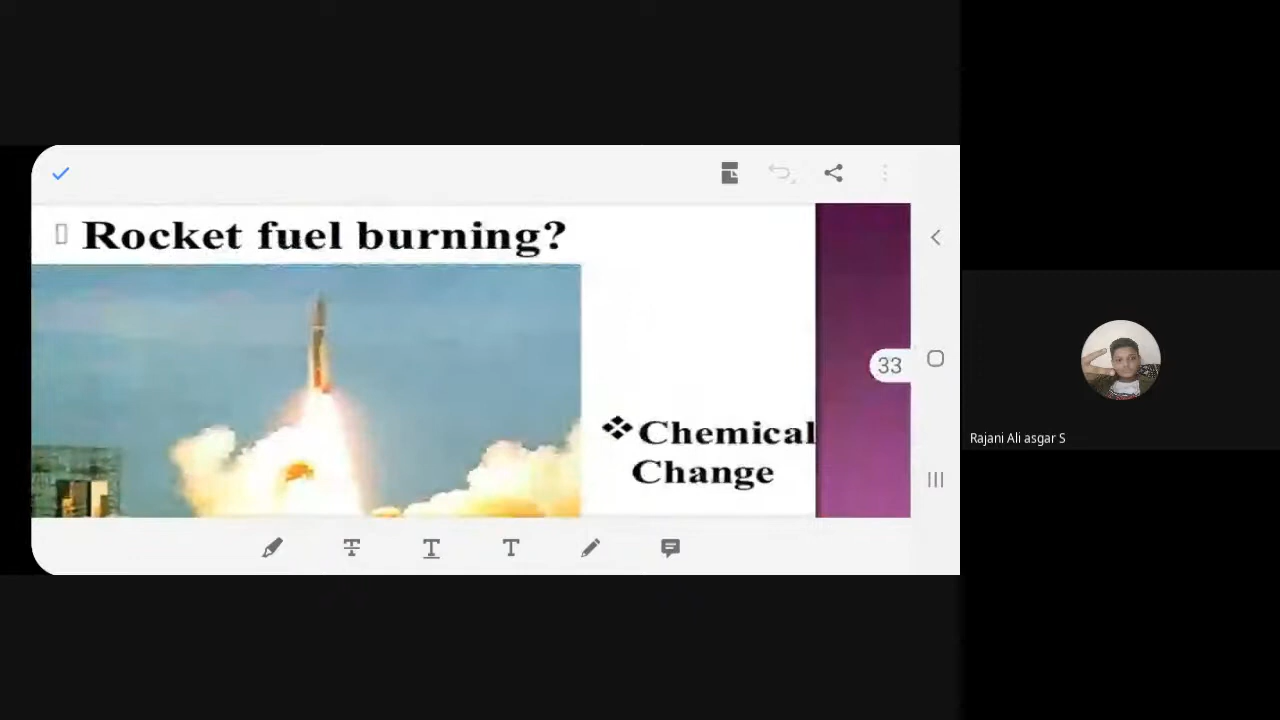 Rocket fuel burning?
33
❖Chemical
Change
Rajani Ali asgar S
T
T
T